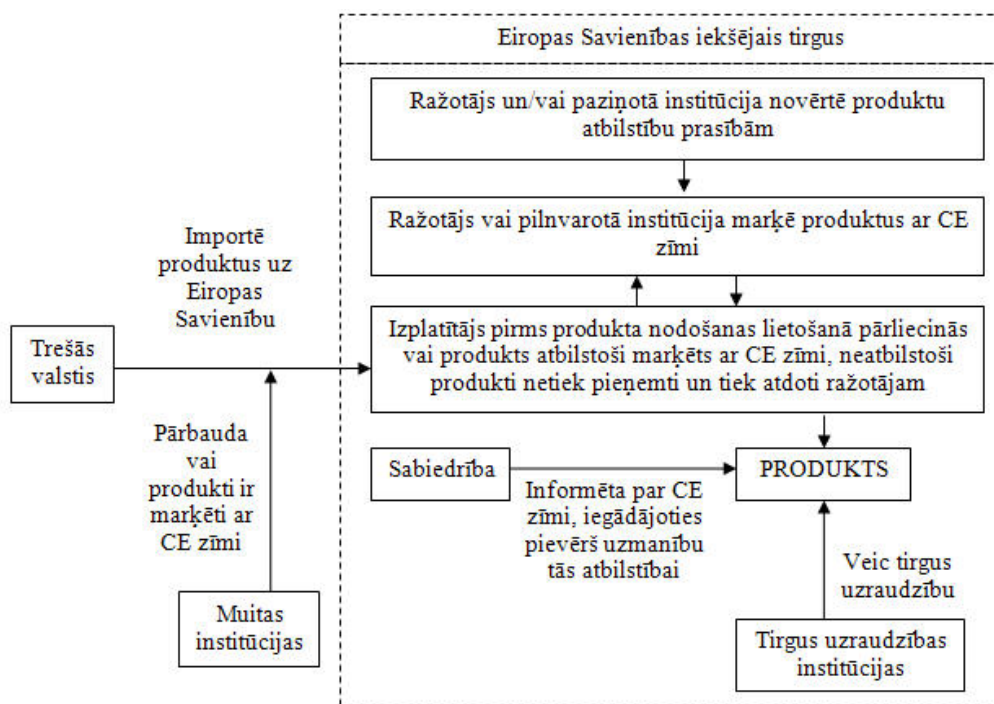 Eiropas Savienības iekšējais tirgus
Ražotājs un/vai paziņotā institūcija novērtē produktu
atbilstību prasībām
Ražotājs vai pilnvarotā institūcija marķē produktus ar CE
zīmi
Importē
produktus uz
Eiropas
Savienību
Trešās
valstis
Izplatītājs pirms produkta nodošanas lietošanā pārliecinās
vai produkts atbilstoši marķēts ar CE zīmi, neatbilstoši
produkti netiek pieņemti un tiek atdoti ražotājam
Pārbauda
vai
produkti ir
marķēti ar
CE zīmi
Muitas
institūcijas
Sabiedrība
Informēta par CE
zīmi, iegādājoties
pievērš uzmanību
tās atbilstībai
PRODUKTS
Veic tirgus
uzraudzību
Tirgus uzraudzības
institūcijas